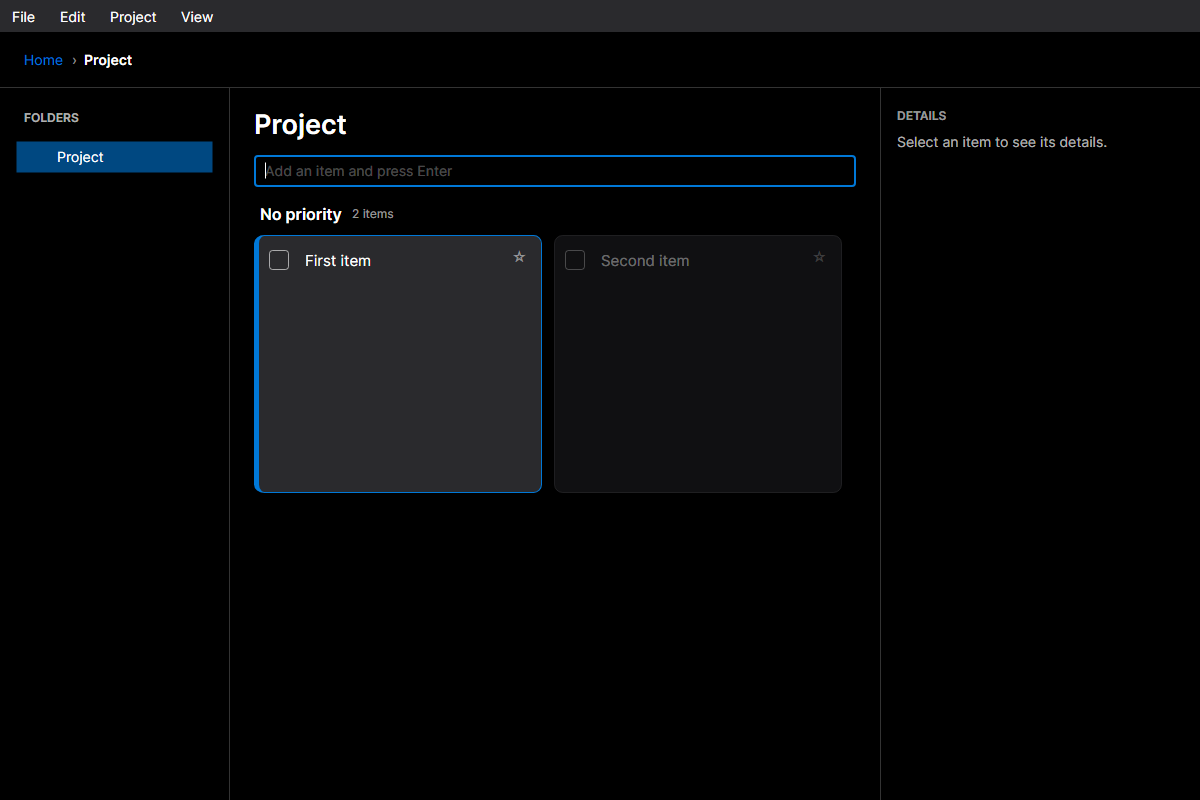 File Edit Project View
Home › Project
FOLDERS
Project
Project
Add an item and press Enter
No priority 2 items
First item ☆
Second item ☆
DETAILS
Select an item to see its details.